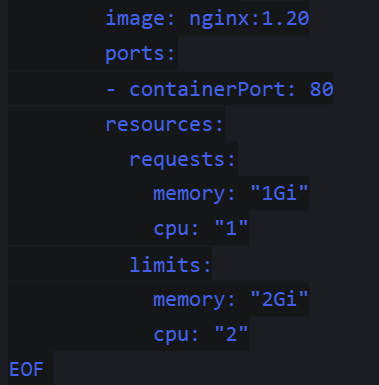 image: nginx:1.20
ports:
- containerPort: 80
resources:
requests:
memory: "1Gi"
cpu: "1"
limits:
memory: "2Gi"
cpu: "2"
EOF